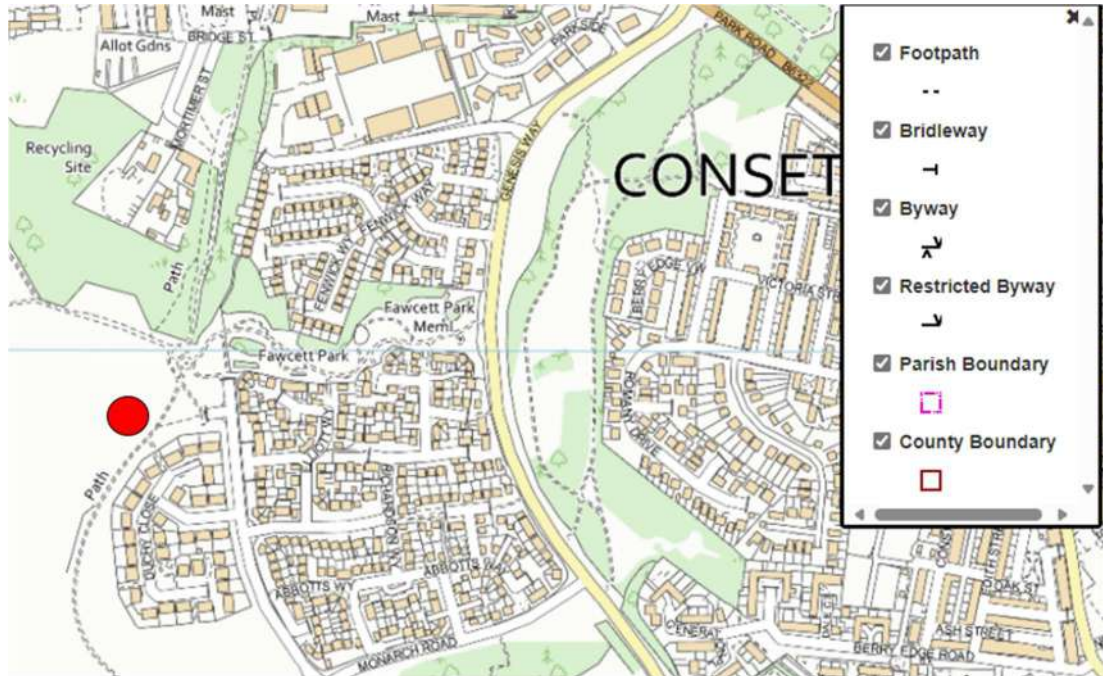 Mast
Mast
Allot Gdns
BRIDGE ST
PARKSIDE
PARK ROAD
MORTIMER ST
Recycling
Site
GENESIS WAY
CONSET
FENWICK WAY
FENWICK WY
Path
BERRY EDGE VW
VICTORIA STR
Fawcett Park
Meml
Fawcett Park
ROMANY DRIVE
Path
DUCHY CLOSE
RICHARDSON WY
ABBOTTS WY
ABBOTTS WAY
MONARCH ROAD
OAK ST
ASH STREET
BERRY EDGE ROAD
Footpath
Bridleway
Byway
Restricted Byway
Parish Boundary
County Boundary